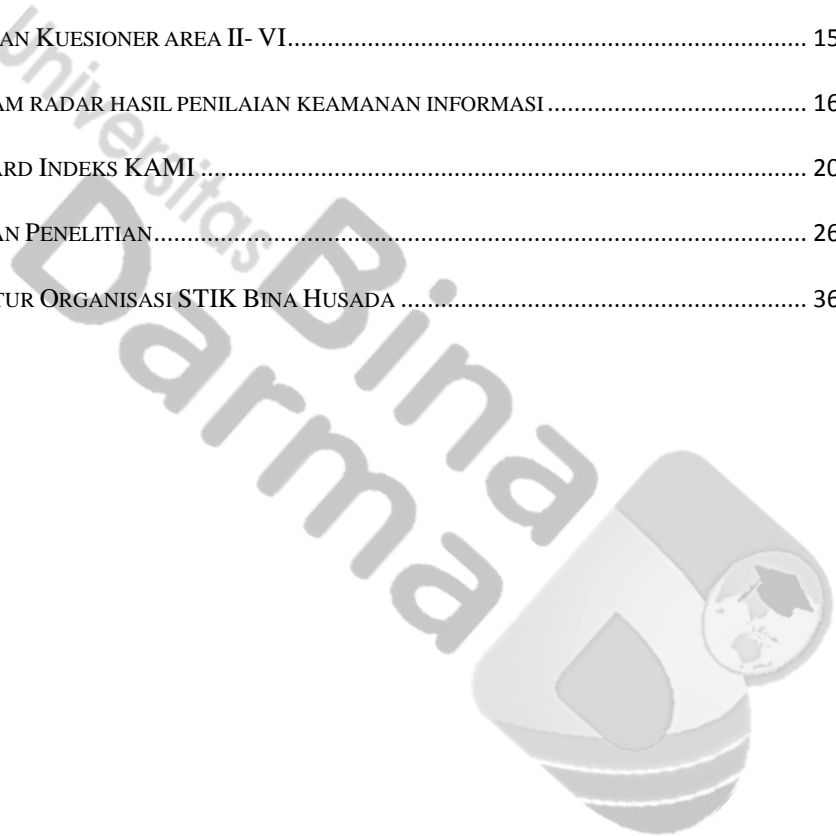 AN KUESIONER AREA II- VI.................................................................................................... 15
AM RADAR HASIL PENILAIAN KEAMANAN INFORMASI .................................................. 16
ARD INDEKS KAMI ....................................................................................................................... 20
AN PENELITIAN............................................................................................................................... 26
TUR ORGANISASI STIK BINA HUSADA ................................................................................ 36
Universitas
Bina
Darma